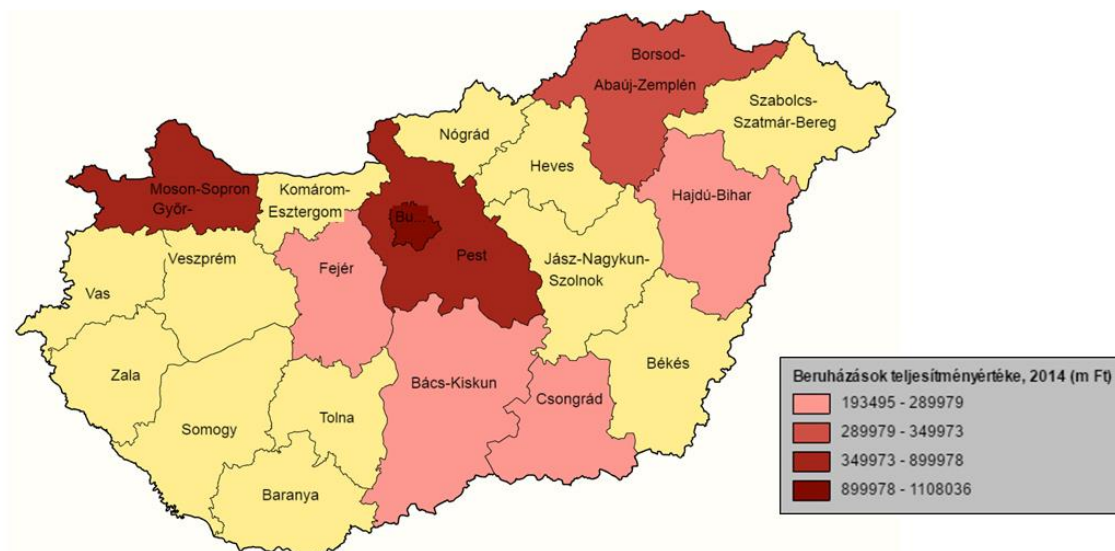 Borsod-
Abaúj-Zemplén
Szabolcs-
Szatmár-Bereg
Nógrád
Heves
Moson-Sopron
Győr-
Komárom-
Esztergom
Bu...
Hajdú-Bihar
Veszprém
Fejér
Pest
Jász-Nagykun-
Szolnok
Vas
Zala
Bács-Kiskun
Békés
Csongrád
Tolna
Somogy
Baranya
Beruházások teljesítményértéke, 2014 (m Ft)
193495 - 289979
289979 - 349973
349973 - 899978
899978 - 1108036